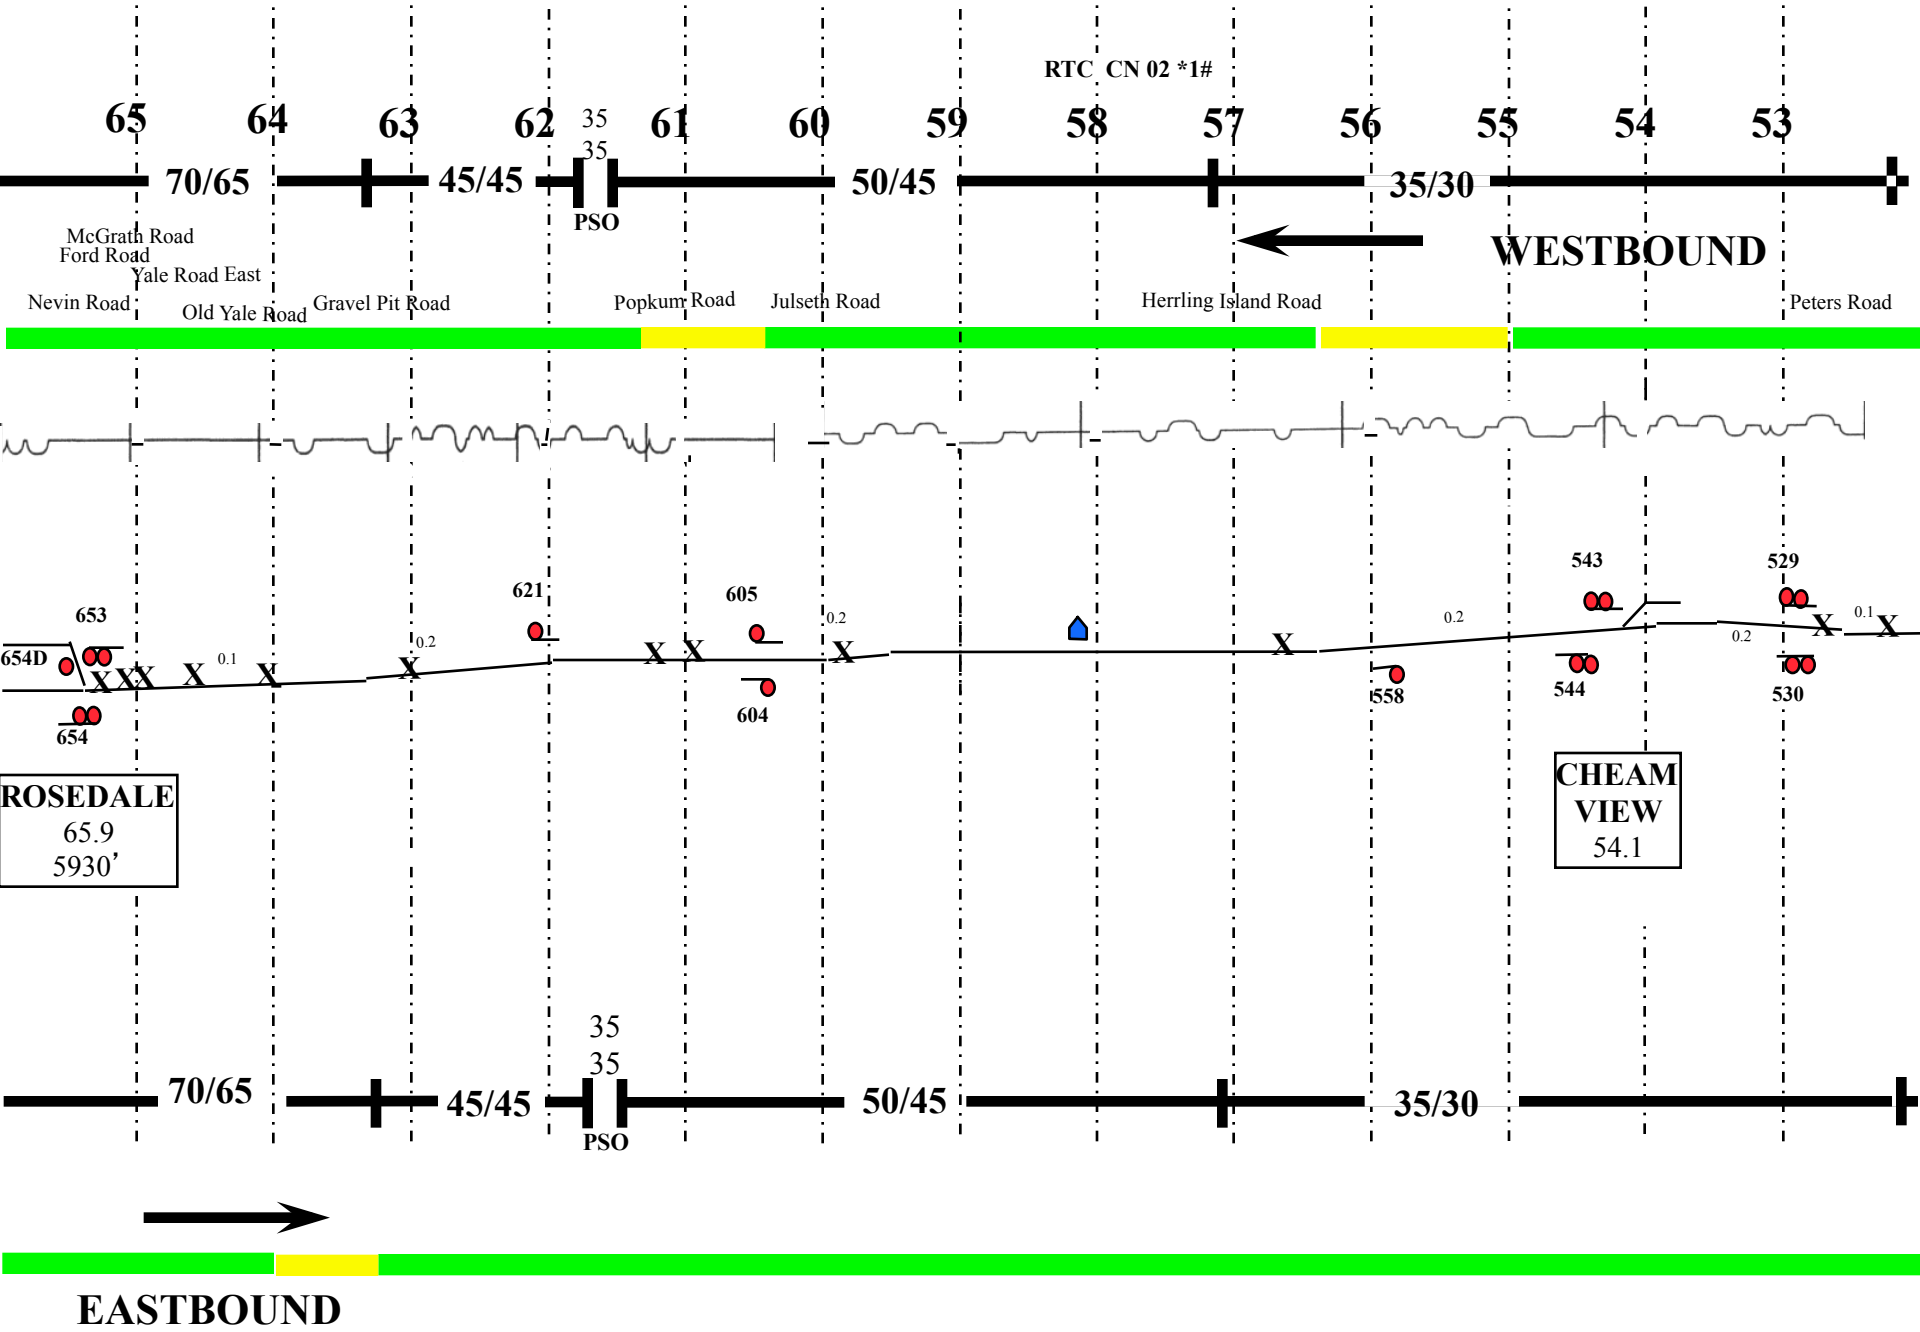 RTC CN 02 *1#
65 64 63 62 35 61 60 59 58 57 56 55 54 53
35
70/65 45/45 50/45 35/30
PSO
WESTBOUND
McGrath Road
Ford Road
Yale Road East
Nevin Road Old Yale Road Gravel Pit Road Popkum Road Julseth Road Herrling Island Road Peters Road
543 529
621 605
653
0.2 0.2 0.2 0.1
654D X X X X 0.1 X X X X X X X X 0.2
558 544 530
654 604
ROSEDALE
65.9
5930’
CHEAM
VIEW
54.1
35
35
70/65 45/45 50/45 35/30
PSO
EASTBOUND